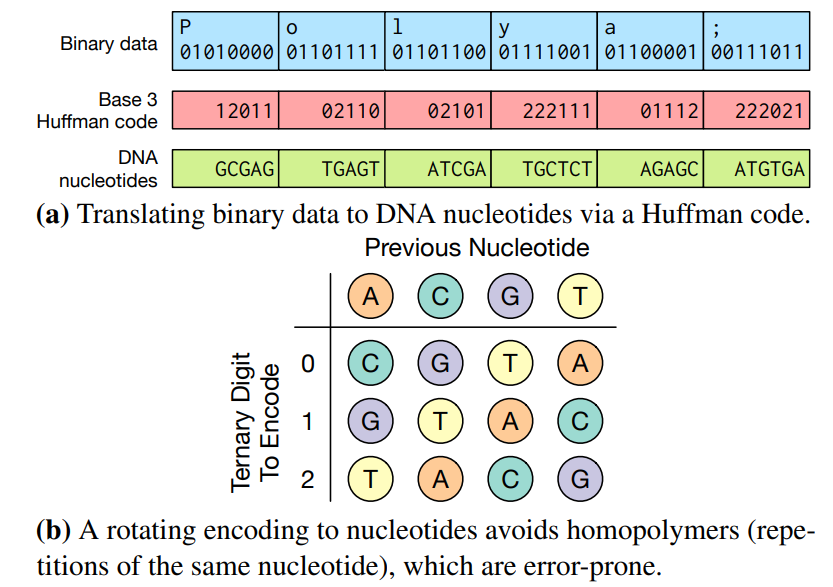 Binary data
P o l y a ;
01010000 01101111 01101100 01111001 01100001 00111011
Base 3
Huffman code
12011 02110 02101 222111 01112 222021
DNA
nucleotides
GCGAG TGAGT ATCGA TGCTCT AGAGC ATGTGA
(a) Translating binary data to DNA nucleotides via a Huffman code.
Previous Nucleotide
A C G T
Ternary Digit
To Encode
0 C G T A
1 G T A C
2 T A C G
(b) A rotating encoding to nucleotides avoids homopolymers (repe-
titions of the same nucleotide), which are error-prone.